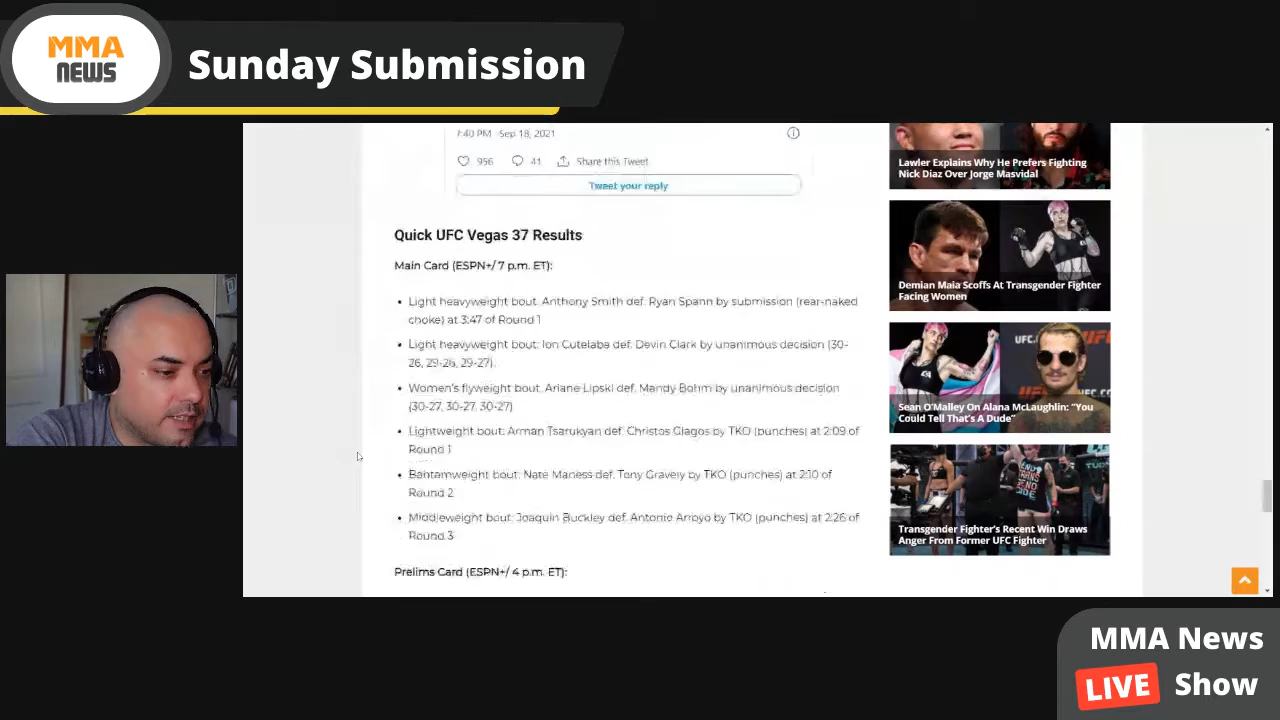 MMA
NEWS
Sunday Submission
7:40 PM · Sep 18, 2021
956
41
Share this Tweet
Tweet your reply
Quick UFC Vegas 37 Results
Main Card (ESPN+/ 7 p.m. ET):
• Light heavyweight bout: Anthony Smith def. Ryan Spann by submission (rear-naked
choke) at 3:47 of Round 1
• Light heavyweight bout: Ion Cutelaba def. Devin Clark by unanimous decision (30-
26, 29-26, 29-27).
• Women's flyweight bout: Ariane Lipski def. Mandy Bohm by unanimous decision
(30-27, 30-27, 30-27)
• Lightweight bout: Arman Tsarukyan def. Christos Giagos by TKO (punches) at 2:09 of
Round 1
• Bantamweight bout: Nate Maness def. Tony Gravely by TKO (punches) at 2:10 of
Round 2
• Middleweight bout: Joaquin Buckley def. Antonio Arroyo by TKO (punches) at 2:26 of
Round 3
Prelims Card (ESPN+/ 4 p.m. ET):
Lawler Explains Why He Prefers Fighting
Nick Diaz Over Jorge Masvidal
Demian Maia Scoffs At Transgender Fighter
Facing Women
UFC.
Sean O'Malley On Alana McLaughlin: "You
Could Tell That's A Dude"
Transgender Fighter's Recent Win Draws
Anger From Former UFC Fighter
MMA News
LIVE Show